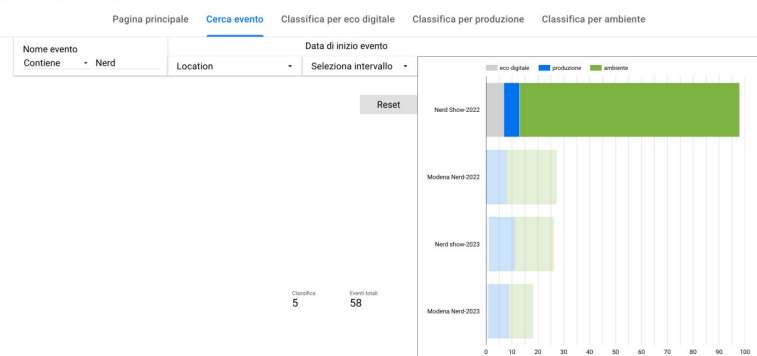 Pagina principale Cerca evento Classifica per eco digitale Classifica per produzione Classifica per ambiente
Nome evento
Contiene Nerd
Data di inizio evento
Location Seleziona intervallo
Reset
Classifica Eventi totali
5 58
eco digitale produzione ambiente
Nerd Show-2022
Modena Nerd-2022
Nerd show-2023
Modena Nerd-2023
0 10 20 30 40 50 60 70 80 90 100